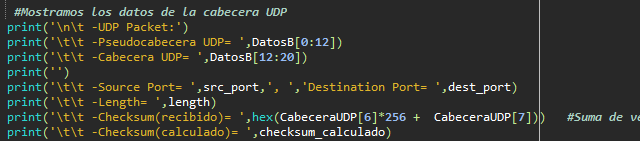 #Mostramos los datos de la cabecera UDP
print('\n\t -UDP Packet:')
print('\t\t -Pseudocabecera UDP= ',DatosB[0:12])
print('\t\t -Cabecera UDP= ',DatosB[12:20])
print('')
print('\t\t -Source Port= ',src_port,', ','Destination Port= ',dest_port)
print('\t\t -Length= ',length)
print('\t\t -Checksum(recibido)= ',hex(CabeceraUDP[6]*256 +  CabeceraUDP[7]))   #Suma de ve
print('\t\t -Checksum(calculado)= ',checksum_calculado)